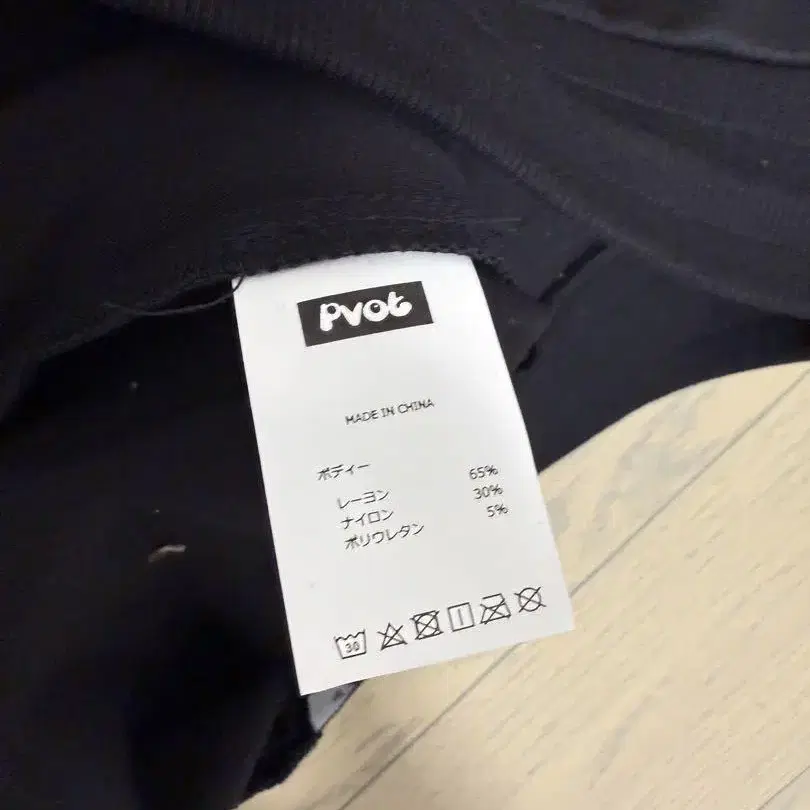 Pvot
MADE IN CHINA
ボディー
レーヨン 65%
ナイロン 30%
ポリウレタン 5%
30